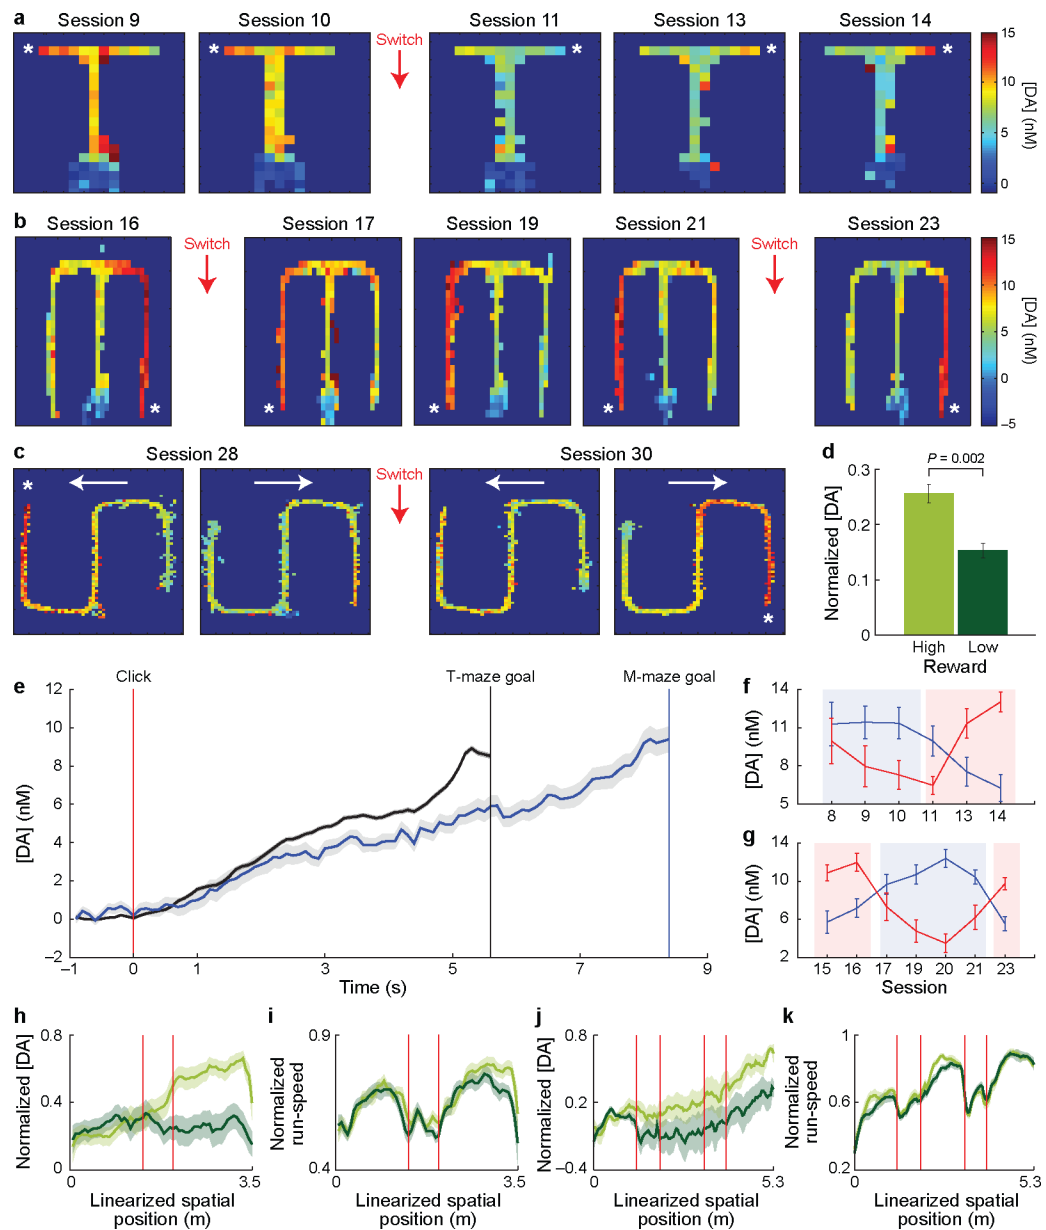 a
Session 9
Session 10
Session 11
Session 13
Session 14
*
*
Switch
*
*
*
15
10
5
0
[DA] (nM)
b
Session 16
Switch
Session 17
Session 19
Session 21
Switch
Session 23
*
*
*
*
*
15
10
5
0
–5
[DA] (nM)
c
Session 28
Switch
Session 30
*
*
d
P = 0.002
0.3
0.2
0.1
0
Normalized [DA]
High
Low
Reward
e
Click
T-maze goal
M-maze goal
12
10
8
6
4
2
0
–2
[DA] (nM)
–1
0
1
3
5
7
9
Time (s)
f
14
11
8
5
[DA] (nM)
8
9
10
11
13
14
g
14
10
6
2
[DA] (nM)
15
16
17
19
20
21
23
Session
h
0.8
0.4
0
Normalized [DA]
0
3.5
Linearized spatial
position (m)
i
0.9
0.4
Normalized
run-speed
0
3.5
Linearized spatial
position (m)
j
0.8
0.2
–0.4
Normalized [DA]
0
5.3
Linearized spatial
position (m)
k
1
0.6
0.2
Normalized
run-speed
0
5.3
Linearized spatial
position (m)